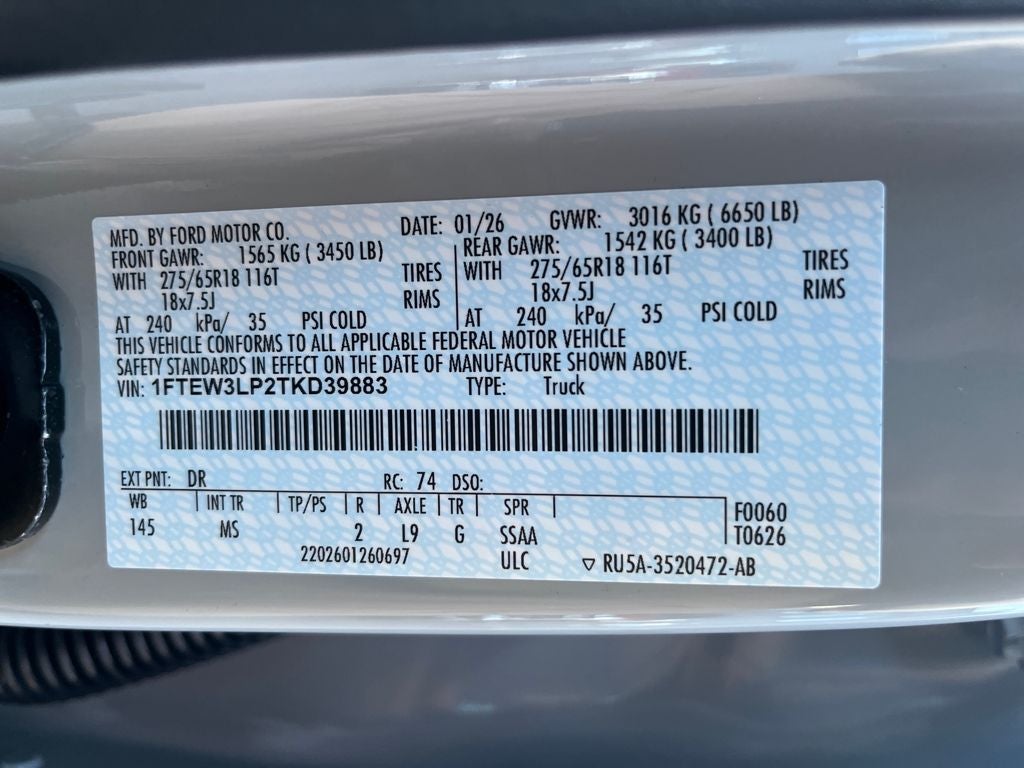 MFD. BY FORD MOTOR CO. DATE: 01/26 GVWR: 3016 KG ( 6650 LB)
FRONT GAWR: 1565 KG ( 3450 LB) REAR GAWR: 1542 KG ( 3400 LB)
WITH 275/65R18 116T TIRES WITH 275/65R18 116T TIRES
18x7.5J RIMS 18x7.5J RIMS
AT 240 kPa/ 35 PSI COLD AT 240 kPa/ 35 PSI COLD
THIS VEHICLE CONFORMS TO ALL APPLICABLE FEDERAL MOTOR VEHICLE
SAFETY STANDARDS IN EFFECT ON THE DATE OF MANUFACTURE SHOWN ABOVE.
VIN: 1FTEW3LP2TKD39883 TYPE: Truck
EXT PNT: DR RC: 74 DSO:
WB INT TR TP/PS R AXLE TR SPR F0060
145 MS 2 L9 G SSAA T0626
2202601260697 ULC ▽ RU5A-3520472-AB